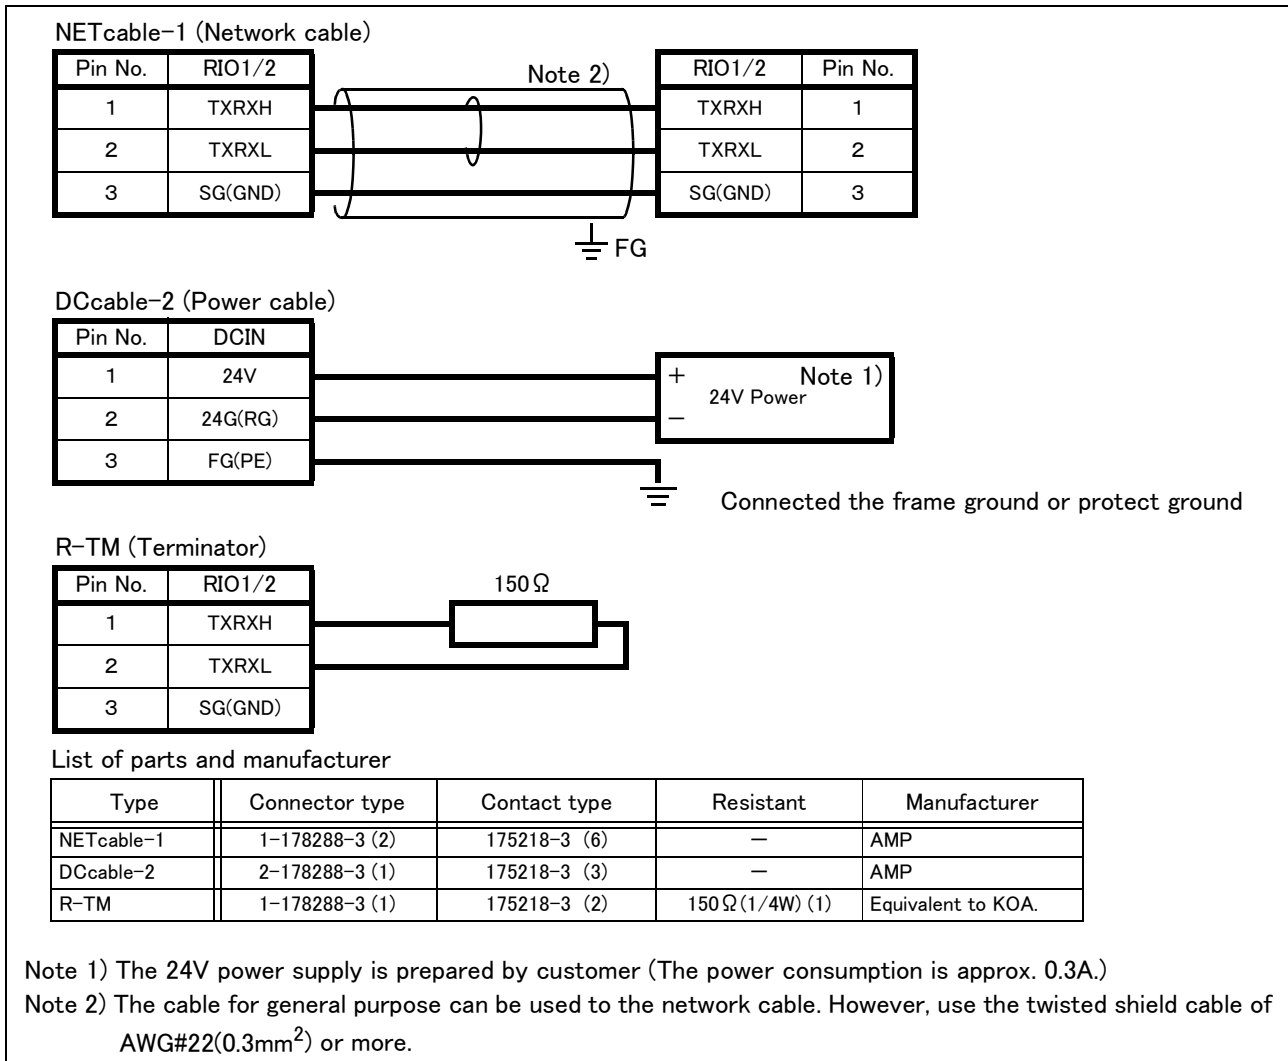 NETcable-1 (Network cable)
Pin No. RIO1/2
1 TXRXH
2 TXRXL
3 SG(GND)
Note 2)
RIO1/2 Pin No.
TXRXH 1
TXRXL 2
SG(GND) 3
FG
DCcable-2 (Power cable)
Pin No. DCIN
1 24V
2 24G(RG)
3 FG(PE)
+ Note 1)
24V Power
−
Connected the frame ground or protect ground
R-TM (Terminator)
Pin No. RIO1/2
1 TXRXH
2 TXRXL
3 SG(GND)
150Ω
List of parts and manufacturer
Type Connector type Contact type Resistant Manufacturer
NETcable-1 1-178288-3 (2) 175218-3 (6) − AMP
DCcable-2 2-178288-3 (1) 175218-3 (3) − AMP
R-TM 1-178288-3 (1) 175218-3 (2) 150Ω(1/4W) (1) Equivalent to KOA.
Note 1) The 24V power supply is prepared by customer (The power consumption is approx. 0.3A.)
Note 2) The cable for general purpose can be used to the network cable. However, use the twisted shield cable of
AWG#22(0.3mm²) or more.